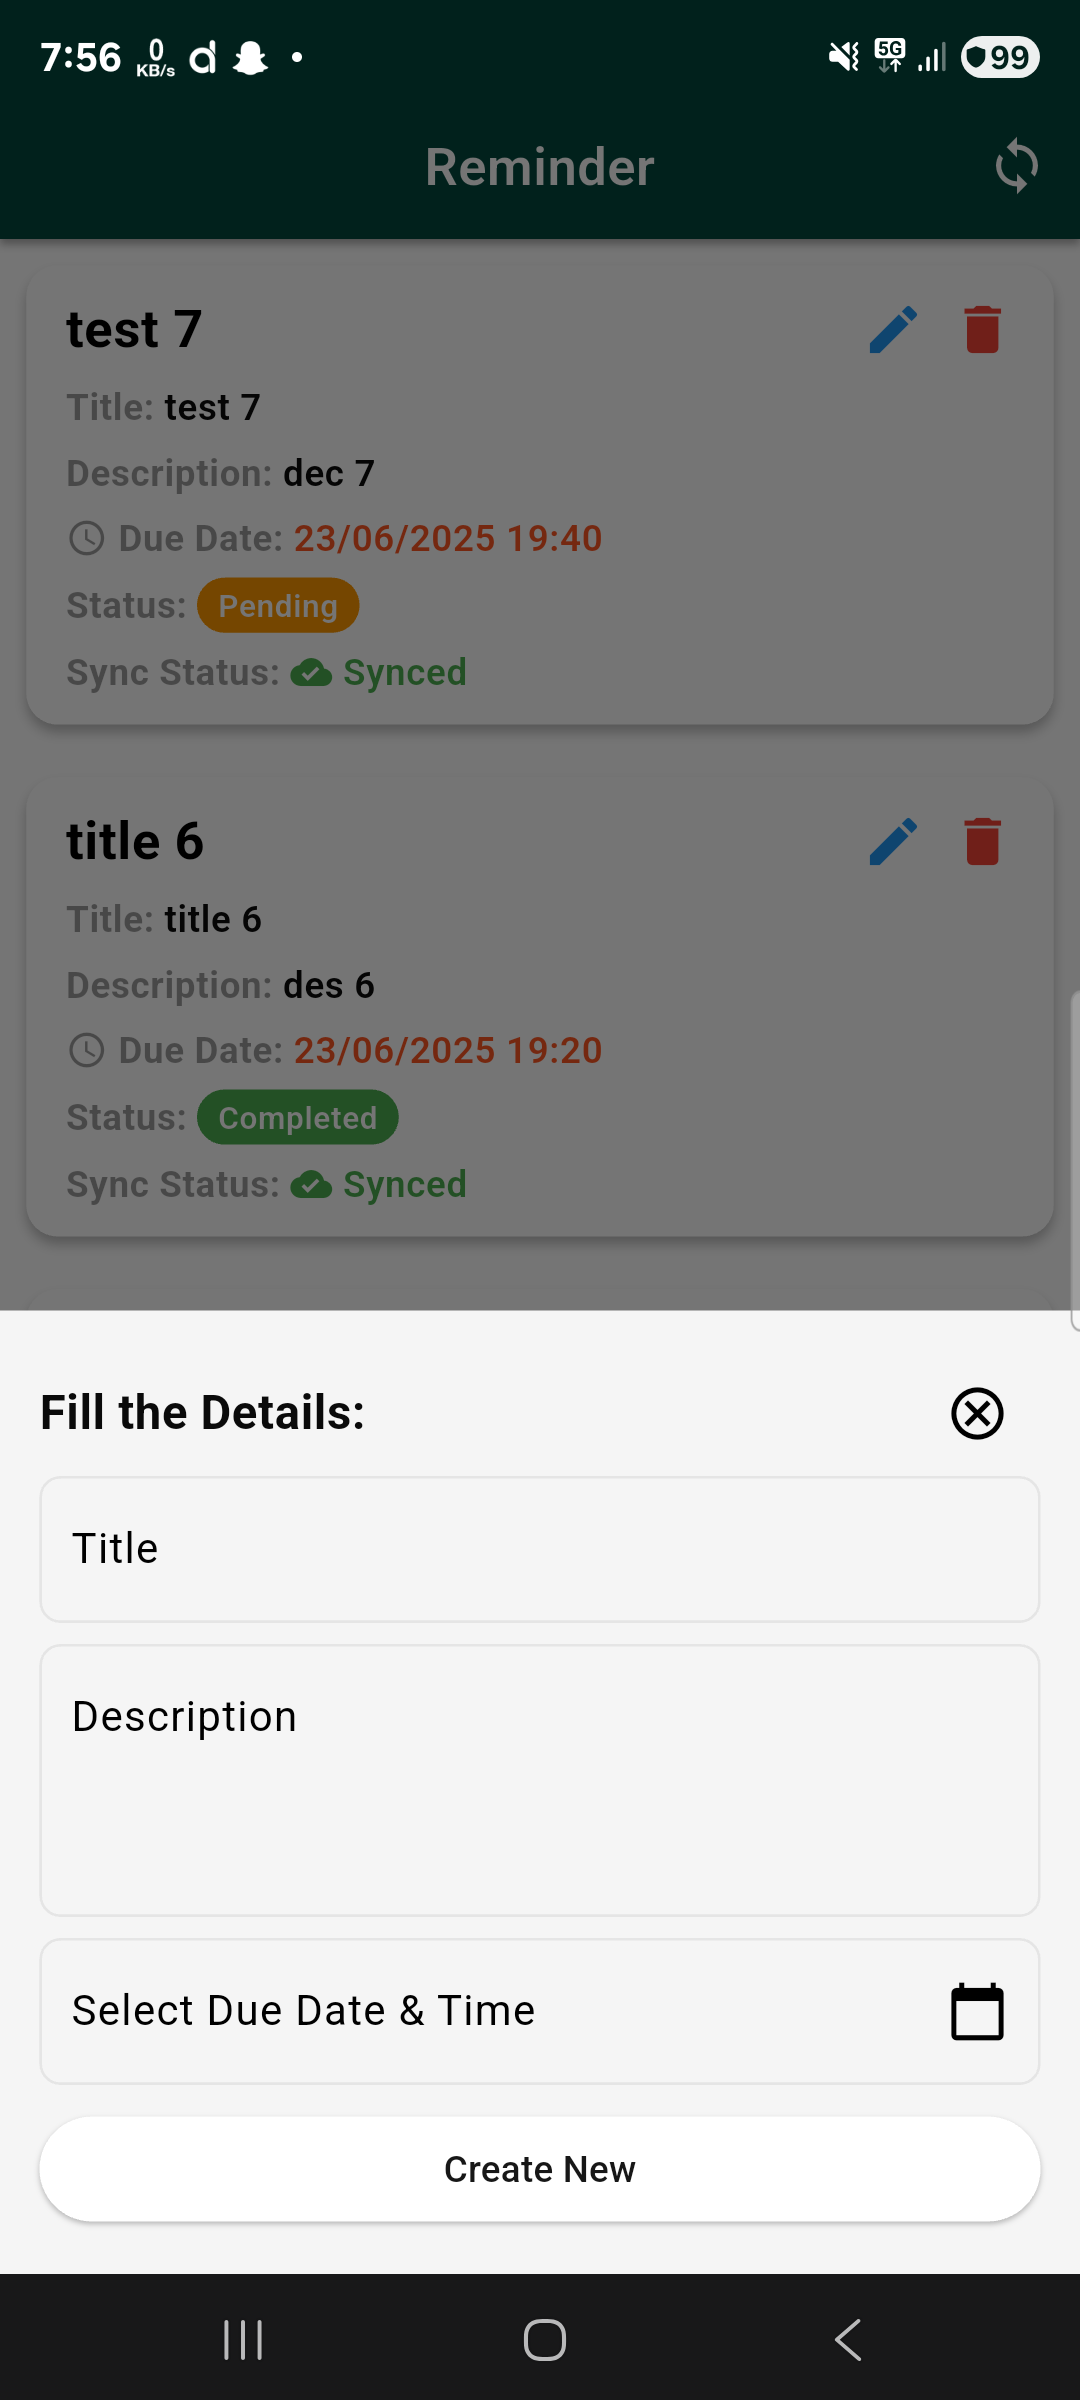 7:56 0 KB/s 5G 99
Reminder
test 7
Title: test 7
Description: dec 7
Due Date: 23/06/2025 19:40
Status: Pending
Sync Status: Synced
title 6
Title: title 6
Description: des 6
Due Date: 23/06/2025 19:20
Status: Completed
Sync Status: Synced
Fill the Details:
Title
Description
Select Due Date & Time
Create New